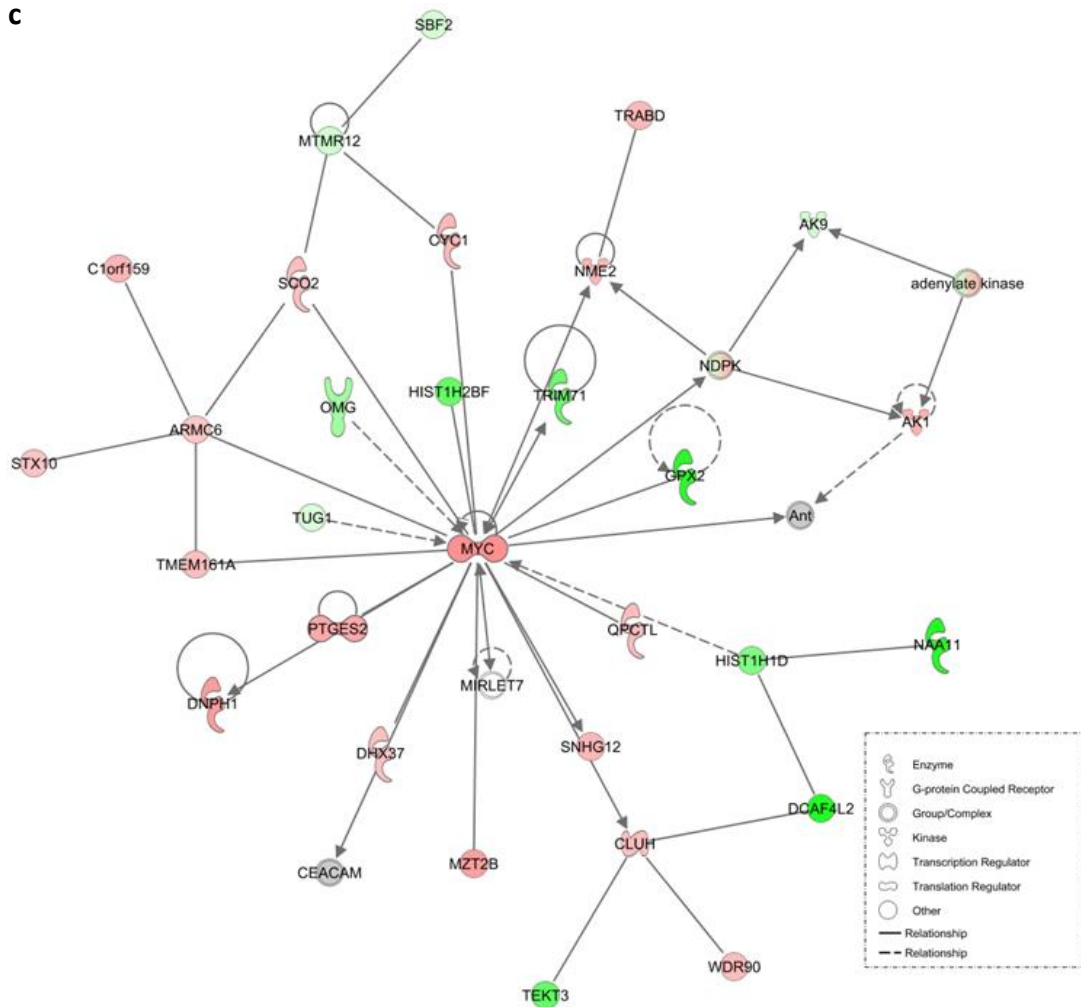 c
SBF2
TRABD
MTMR12
AK9
CYC1
C1orf159
SCO2
NME2
adenylate kinase
NDPK
HIST1H2BF
TRIM71
OMG
AK1
ARMC6
STX10
GPX2
TUG1
Ant
MYC
TMEM161A
PTGES2
QPCTL
NAA11
HIST1H1D
MIRLET7
DNPH1
DHX37
SNHG12
DCAF4L2
CLUH
CEACAM
MZT2B
WDR90
TEKT3
Enzyme
G-protein Coupled Receptor
Group/Complex
Kinase
Transcription Regulator
Translation Regulator
Other
Relationship
Relationship